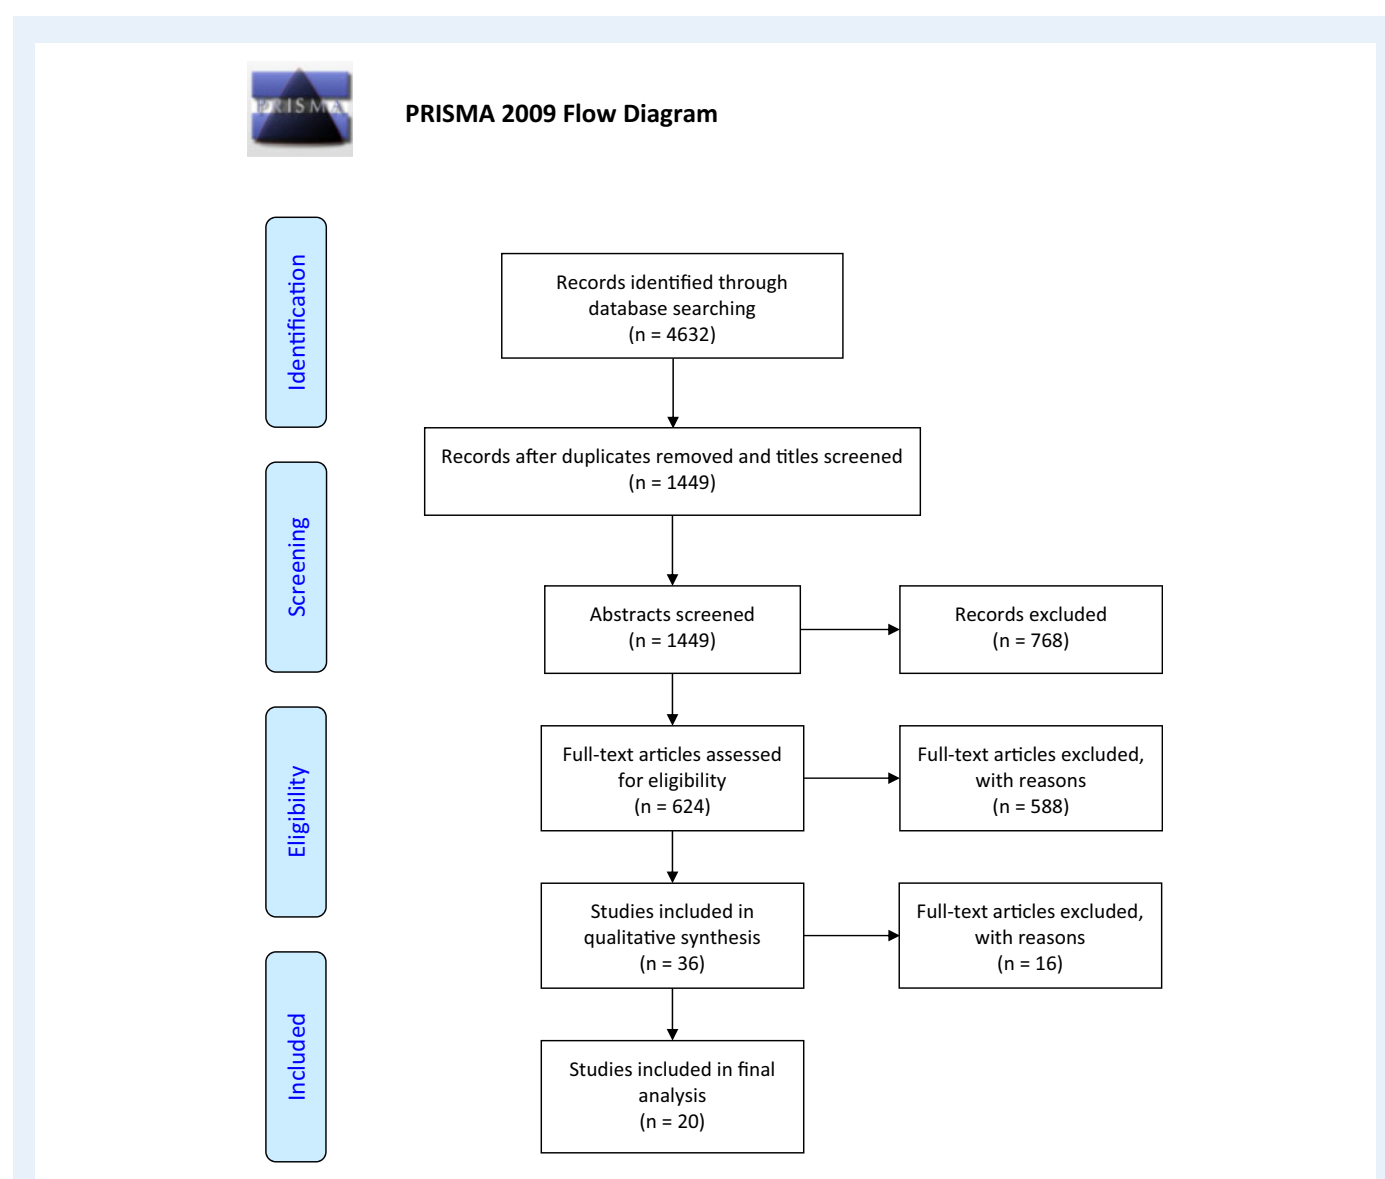 PRISMA
PRISMA 2009 Flow Diagram
Identification
Records identified through
database searching
(n = 4632)
Records after duplicates removed and titles screened
(n = 1449)
Screening
Abstracts screened
(n = 1449)
Records excluded
(n = 768)
Eligibility
Full-text articles assessed
for eligibility
(n = 624)
Full-text articles excluded,
with reasons
(n = 588)
Studies included in
qualitative synthesis
(n = 36)
Full-text articles excluded,
with reasons
(n = 16)
Included
Studies included in final
analysis
(n = 20)